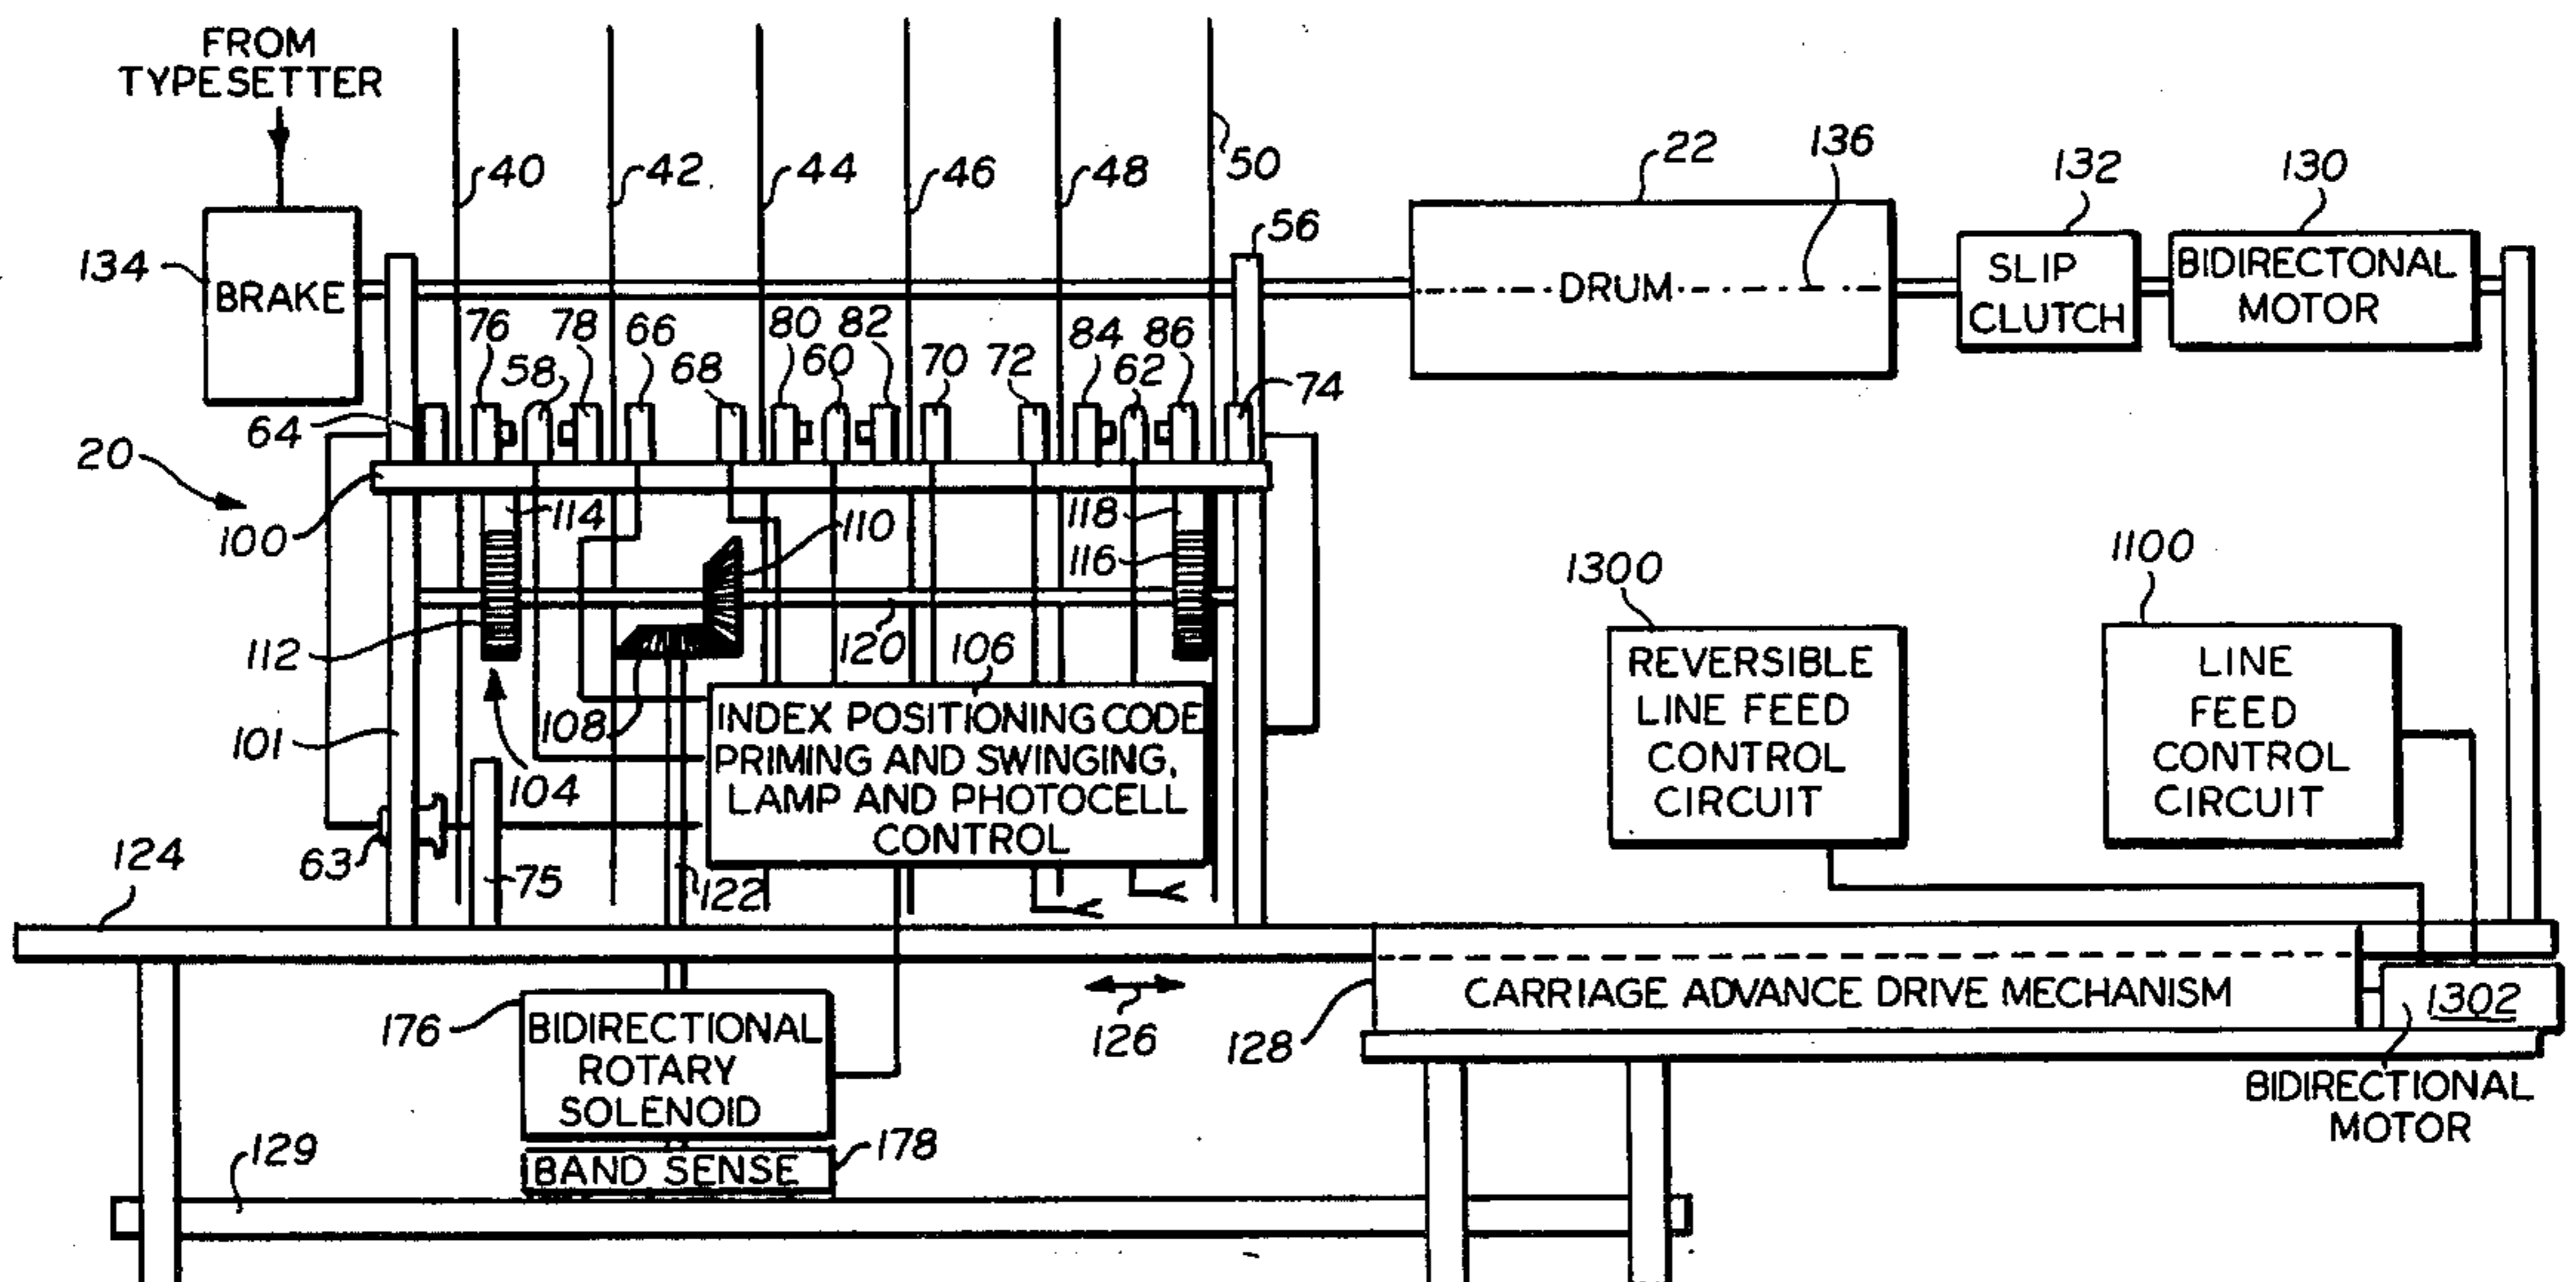 FROM
TYPESETTER
40
42
44
46
48
50
22
136
132
130
56
134
BRAKE
DRUM
SLIP
CLUTCH
BIDIRECTONAL
MOTOR
76
58
78
66
68
80
60
82
70
72
84
62
86
74
64
20
100
114
110
118
116
112
120
106
108
101
104
63
75
122
INDEX POSITIONING CODE
PRIMING AND SWINGING,
LAMP AND PHOTOCELL
CONTROL
1300
REVERSIBLE
LINE FEED
CONTROL
CIRCUIT
1100
LINE
FEED
CONTROL
CIRCUIT
124
126
128
CARRIAGE ADVANCE DRIVE MECHANISM
1302
BIDIRECTIONAL
MOTOR
176
BIDIRECTIONAL
ROTARY
SOLENOID
178
BAND SENSE
129